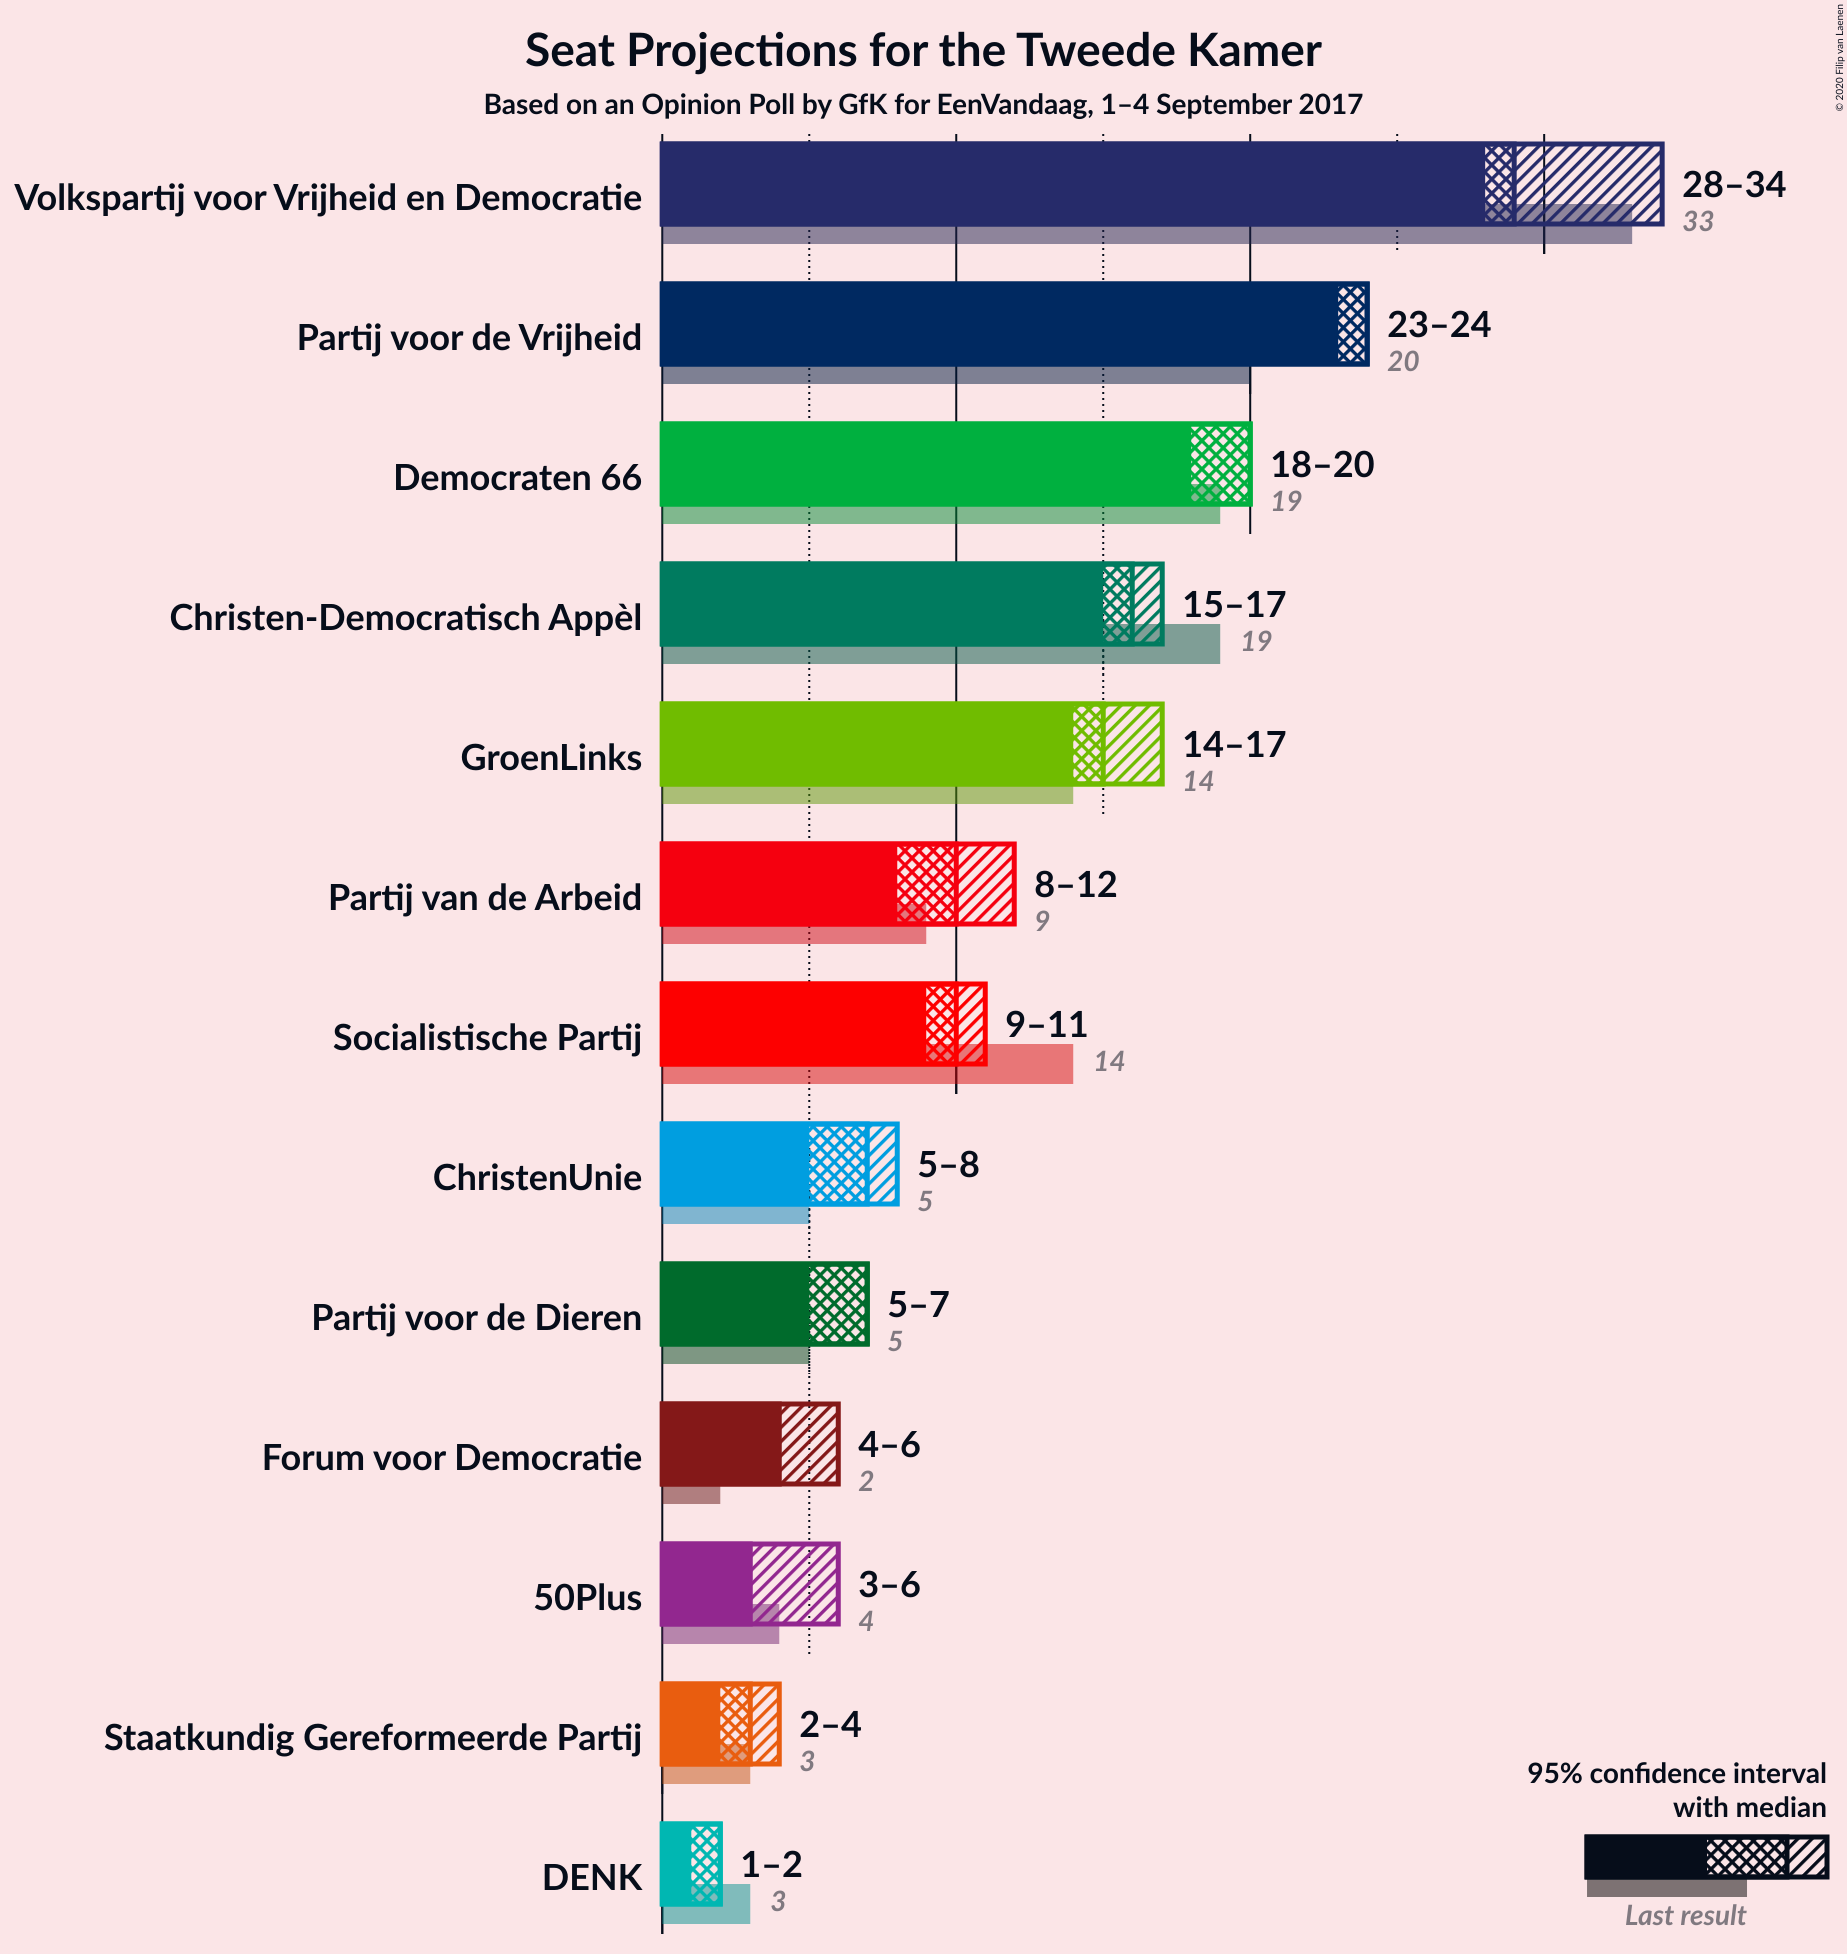 Seat Projections for the Tweede Kamer
Based on an Opinion Poll by GfK for EenVandaag, 1–4 September 2017
© 2020 Filip van Laenen
Volkspartij voor Vrijheid en Democratie
28–34
33
Partij voor de Vrijheid
23–24
20
Democraten 66
18–20
19
Christen-Democratisch Appèl
15–17
19
GroenLinks
14–17
14
Partij van de Arbeid
8–12
9
Socialistische Partij
9–11
14
ChristenUnie
5–8
5
Partij voor de Dieren
5–7
5
Forum voor Democratie
4–6
2
50Plus
3–6
4
Staatkundig Gereformeerde Partij
2–4
3
DENK
1–2
3
95% confidence interval
with median
Last result